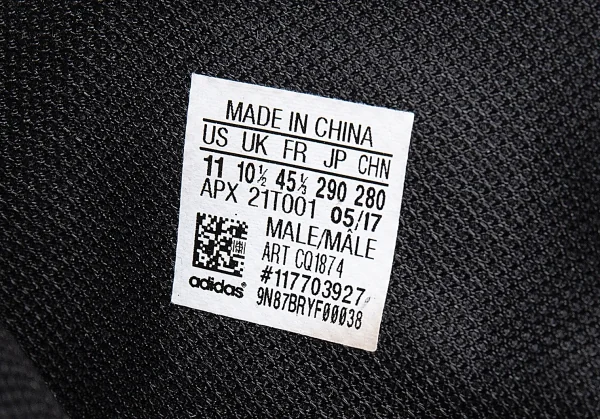 MADE IN CHINA
US UK FR JP CHN
11 10½ 45⅓ 290 280
APX 21T001 05/17
MALE/MÂLE
ART CQ1874
#117703927
adidas
9N87BRYF00038